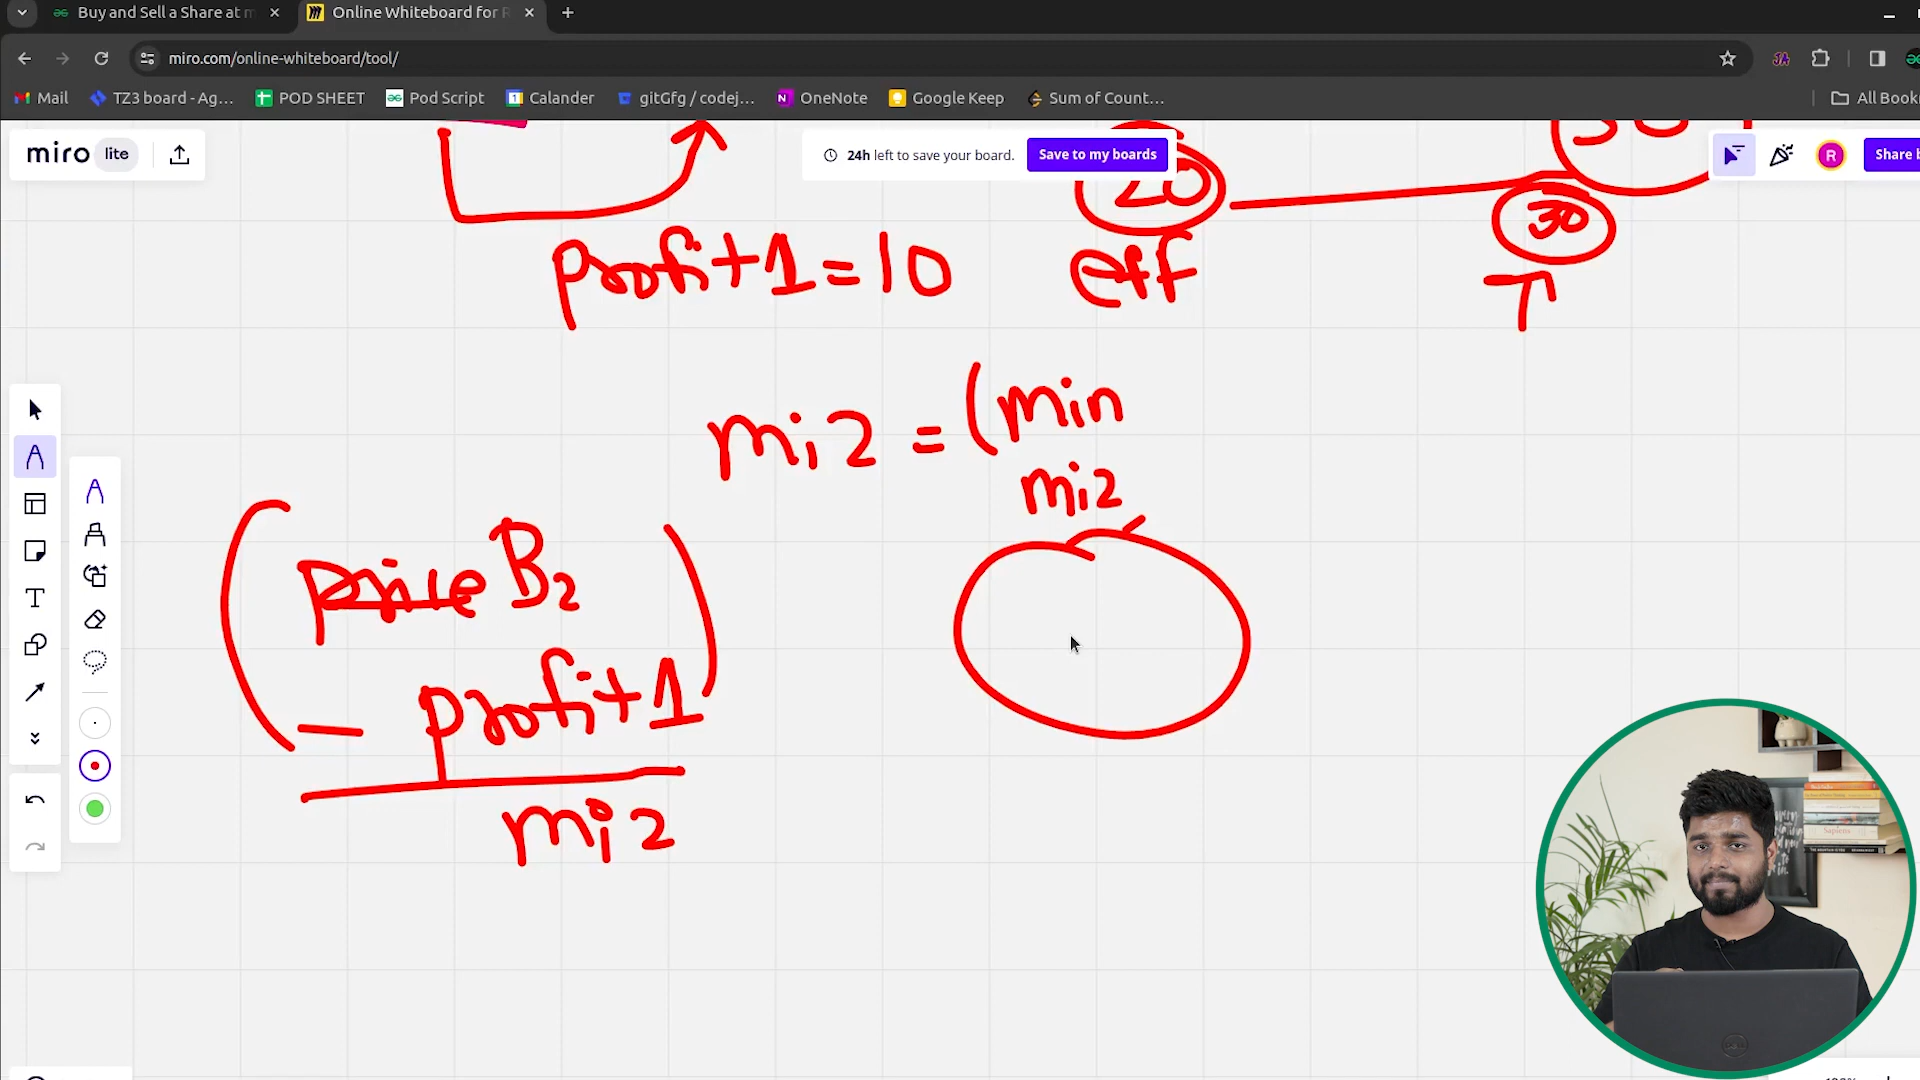 Buy and Sell a Share at m
Online Whiteboard for R
miro.com/online-whiteboard/tool/
Mail
TZ3 board - Ag...
POD SHEET
Pod Script
Calander
gitGfg / codej...
OneNote
Google Keep
Sum of Count...
All Book
miro lite
24h left to save your board.
Save to my boards
R
Share b
20
30
profit1=10
eff
mi2 = (min
mi2
price B2
- profit1
mi2